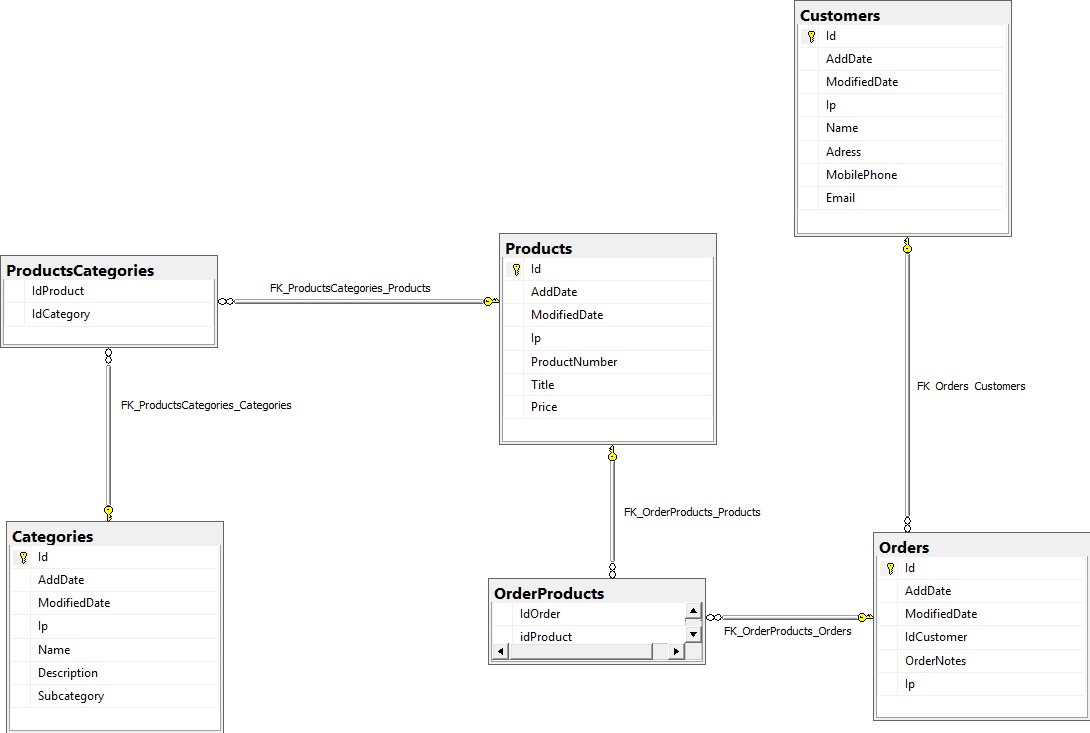 Customers
Id
AddDate
ModifiedDate
Ip
Name
Adress
MobilePhone
Email
ProductsCategories
IdProduct
IdCategory
FK_ProductsCategories_Products
Products
Id
AddDate
ModifiedDate
Ip
ProductNumber
Title
Price
FK_ProductsCategories_Categories
FK Orders Customers
FK_OrderProducts_Products
Categories
Id
AddDate
ModifiedDate
Ip
Name
Description
Subcategory
OrderProducts
IdOrder
idProduct
FK_OrderProducts_Orders
Orders
Id
AddDate
ModifiedDate
IdCustomer
OrderNotes
Ip